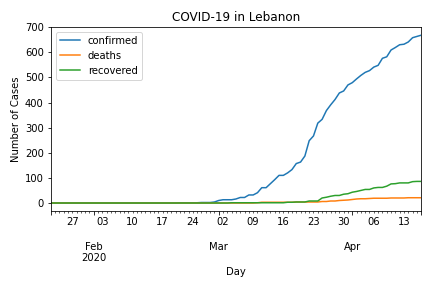 COVID-19 in Lebanon
confirmed
deaths
recovered
Number of Cases
700
600
500
400
300
200
100
0
27 03 10 17 24 02 09 16 23 30 06 13
Feb Mar Apr
2020
Day